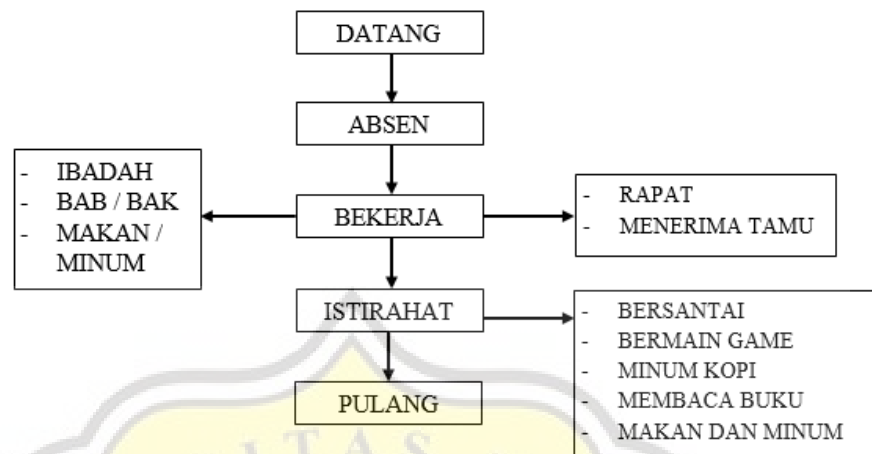 DATANG
ABSEN
- IBADAH
- BAB / BAK
- MAKAN /
MINUM
BEKERJA
- RAPAT
- MENERIMA TAMU
ISTIRAHAT
- BERSANTAI
- BERMAIN GAME
- MINUM KOPI
- MEMBACA BUKU
- MAKAN DAN MINUM
PULANG
I T A S